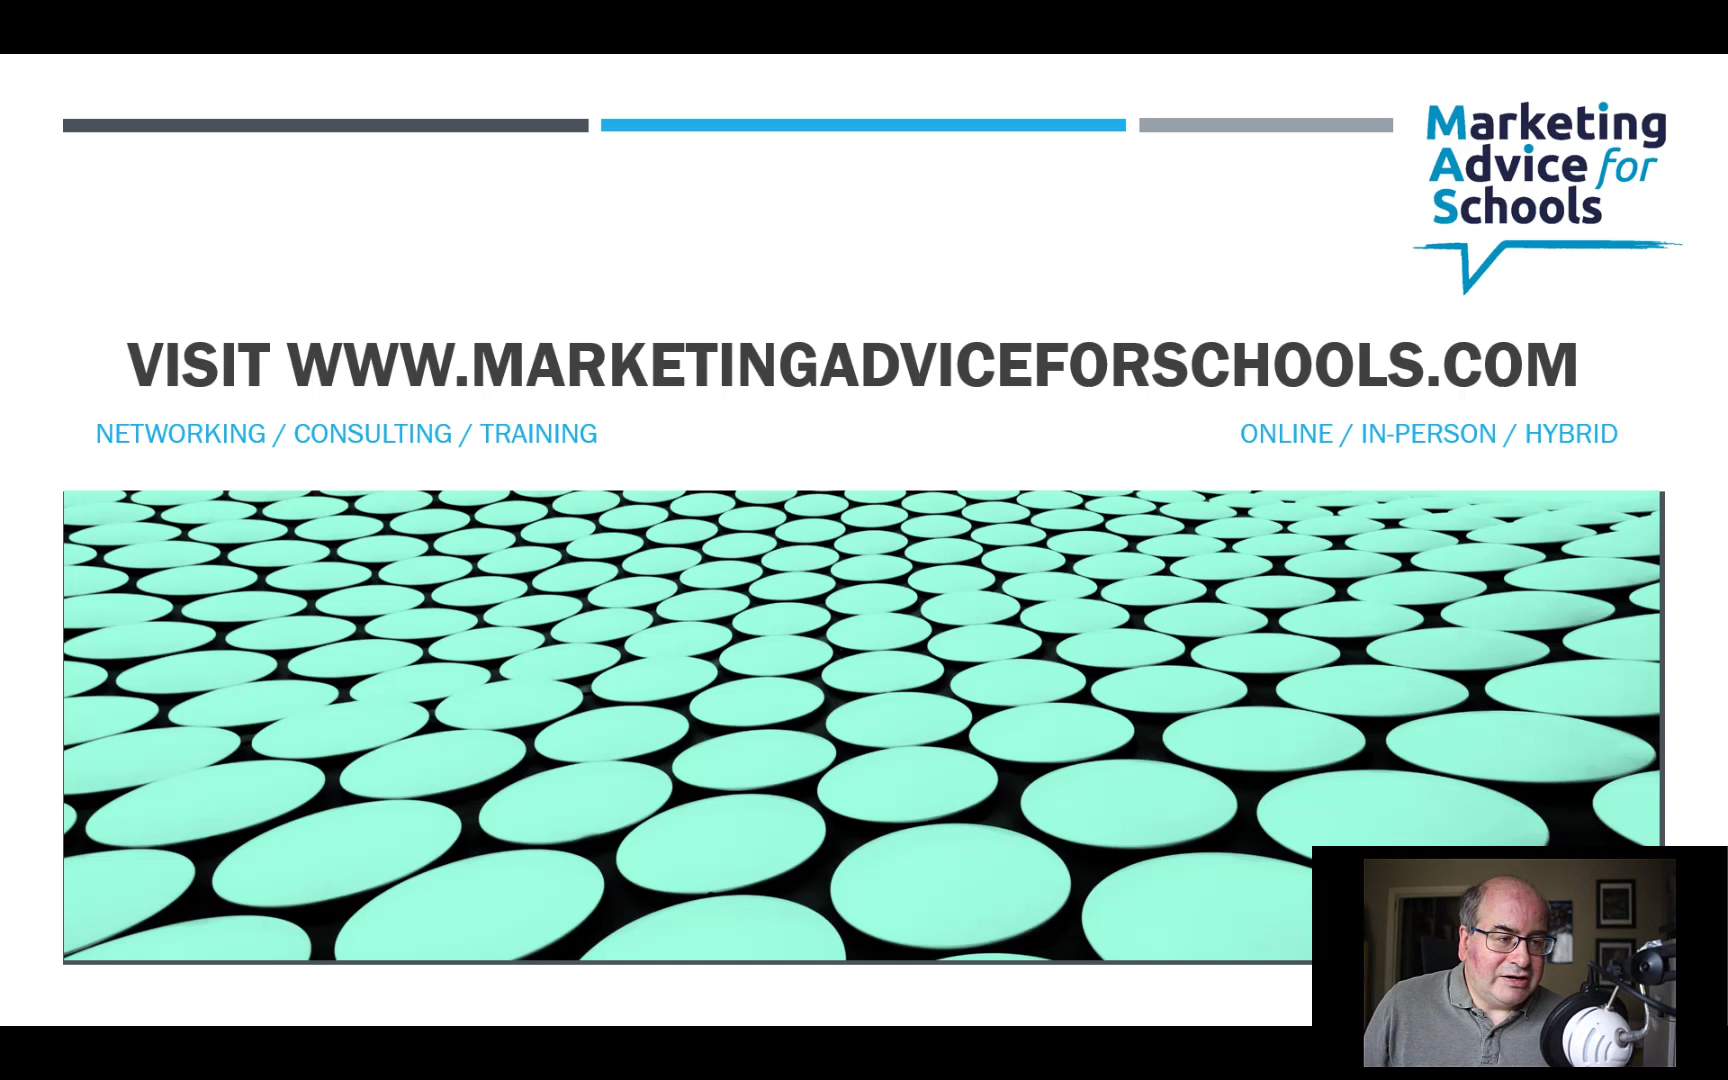 Marketing
Advice for
Schools
VISIT WWW.MARKETINGADVICEFORSCHOOLS.COM
NETWORKING / CONSULTING / TRAINING
ONLINE / IN-PERSON / HYBRID